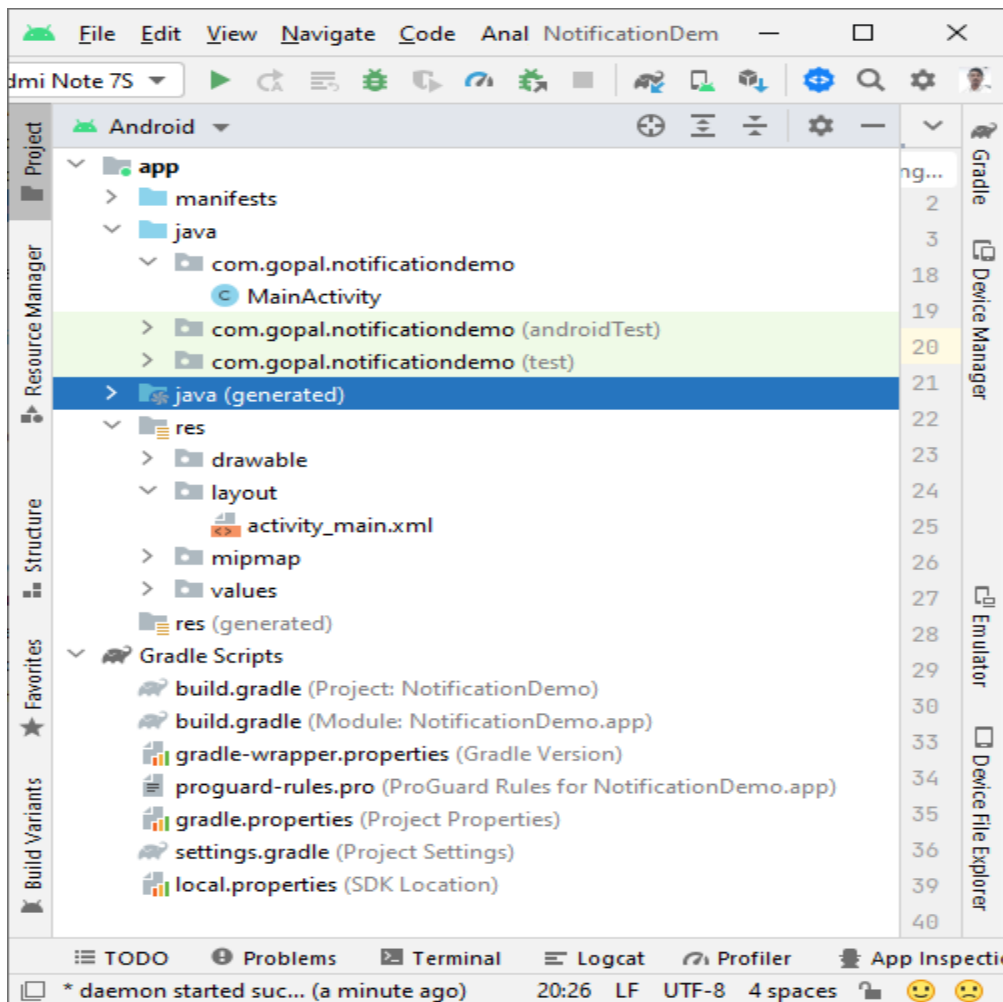 File Edit View Navigate Code Anal NotificationDem
dmi Note 7S
Android
app
manifests
java
com.gopal.notificationdemo
MainActivity
com.gopal.notificationdemo (androidTest)
com.gopal.notificationdemo (test)
java (generated)
res
drawable
layout
activity_main.xml
mipmap
values
res (generated)
Gradle Scripts
build.gradle (Project: NotificationDemo)
build.gradle (Module: NotificationDemo.app)
gradle-wrapper.properties (Gradle Version)
proguard-rules.pro (ProGuard Rules for NotificationDemo.app)
gradle.properties (Project Properties)
settings.gradle (Project Settings)
local.properties (SDK Location)
Project
Resource Manager
Structure
Favorites
Build Variants
ng...
2
3
18
19
20
21
22
23
24
25
26
27
28
29
30
33
34
35
36
39
40
Gradle
Device Manager
Emulator
Device File Explorer
TODO Problems Terminal Logcat Profiler App Inspecti
* daemon started suc... (a minute ago) 20:26 LF UTF-8 4 spaces